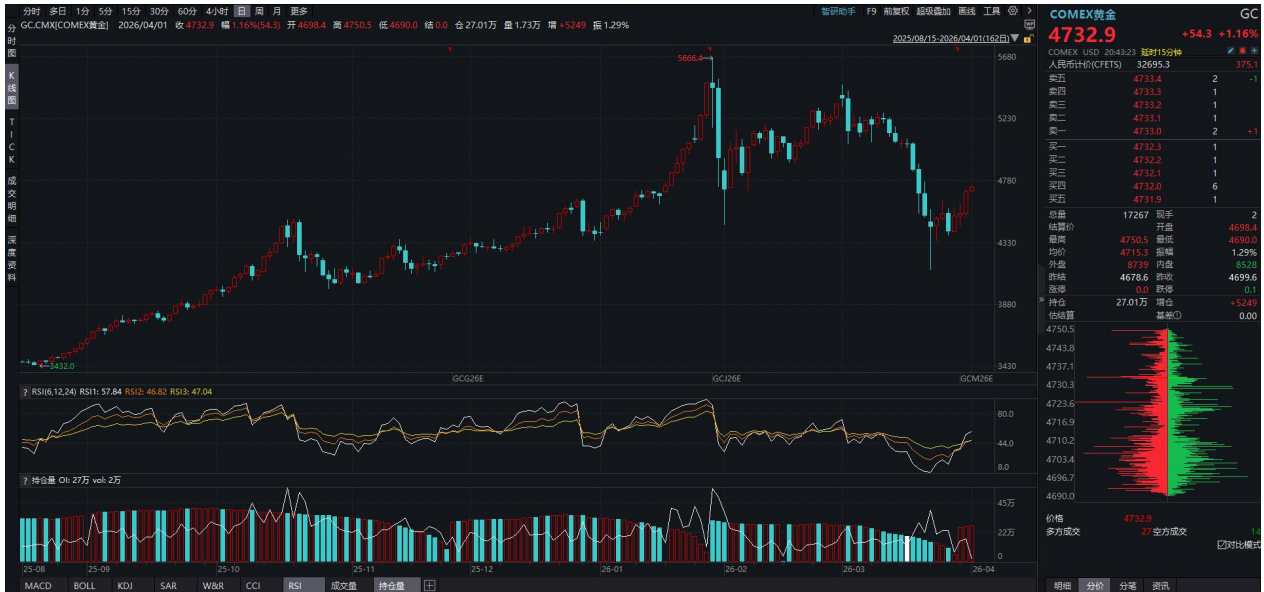 分时 多日 1分 5分 15分 30分 60分 4小时 日 周 月 更多
智研助手 F9 前复权 超级叠加 画线 工具
GC.CMX[COMEX黄金] 2026/04/01 收4732.9 幅1.16%(54.3) 开4698.4 高4750.5 低4690.0 结0.0 仓27.01万 量1.73万 增+5249 振1.29%
2025/08/15-2026/04/01(162日)▼
分时图
K线图
TICK
成交明细
深度资料
5666.4→
←3432.0
5680
5230
4780
4330
3880
3430
GCG26E GCJ26E GCM26E
? RSI(6,12,24) RSI1: 57.84 RSI2: 46.82 RSI3: 47.04
80.0
44.0
8.0
? 持仓量 OI: 27万 vol: 2万
45万
22万
0
25-08 25-09 25-10 25-11 25-12 26-01 26-02 26-03 26-04
MACD BOLL KDJ SAR W&R CCI RSI 成交量 持仓量
COMEX黄金 GC
4732.9 +54.3 +1.16%
COMEX USD 20:43:23 延时15分钟
人民币计价(CFETS) 32695.3 375.1
卖五 4733.4 2 -1
卖四 4733.3 1
卖三 4733.2 1
卖二 4733.1 1
卖一 4733.0 2 +1
买一 4732.3 1
买二 4732.2 1
买三 4732.1 1
买四 4732.0 6
买五 4731.9 1
总量 17267 现手 2
结算价 开盘 4698.4
最高 4750.5 最低 4690.0
均价 4715.3 振幅 1.29%
外盘 8739 内盘 8528
昨结 4678.6 昨收 4699.6
涨停 0.0 跌停 0.1
持仓 27.01万 增仓 +5249
估结算 基差① 0.00
4750.5
4743.8
4737.1
4730.3
4723.6
4716.9
4710.2
4703.4
4696.7
4690.0
价格 4732.9
多方成交 27 空方成交 14
对比模式
明细 分价 分笔 资讯